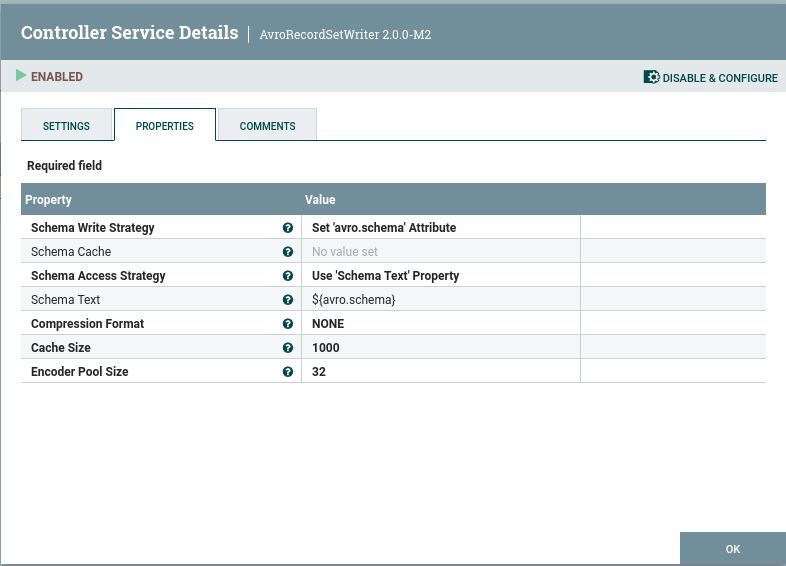 Controller Service Details | AvroRecordSetWriter 2.0.0-M2
ENABLED DISABLE & CONFIGURE
SETTINGS PROPERTIES COMMENTS
Required field
Property Value
Schema Write Strategy ? Set 'avro.schema' Attribute
Schema Cache ? No value set
Schema Access Strategy ? Use 'Schema Text' Property
Schema Text ? ${avro.schema}
Compression Format ? NONE
Cache Size ? 1000
Encoder Pool Size ? 32
OK